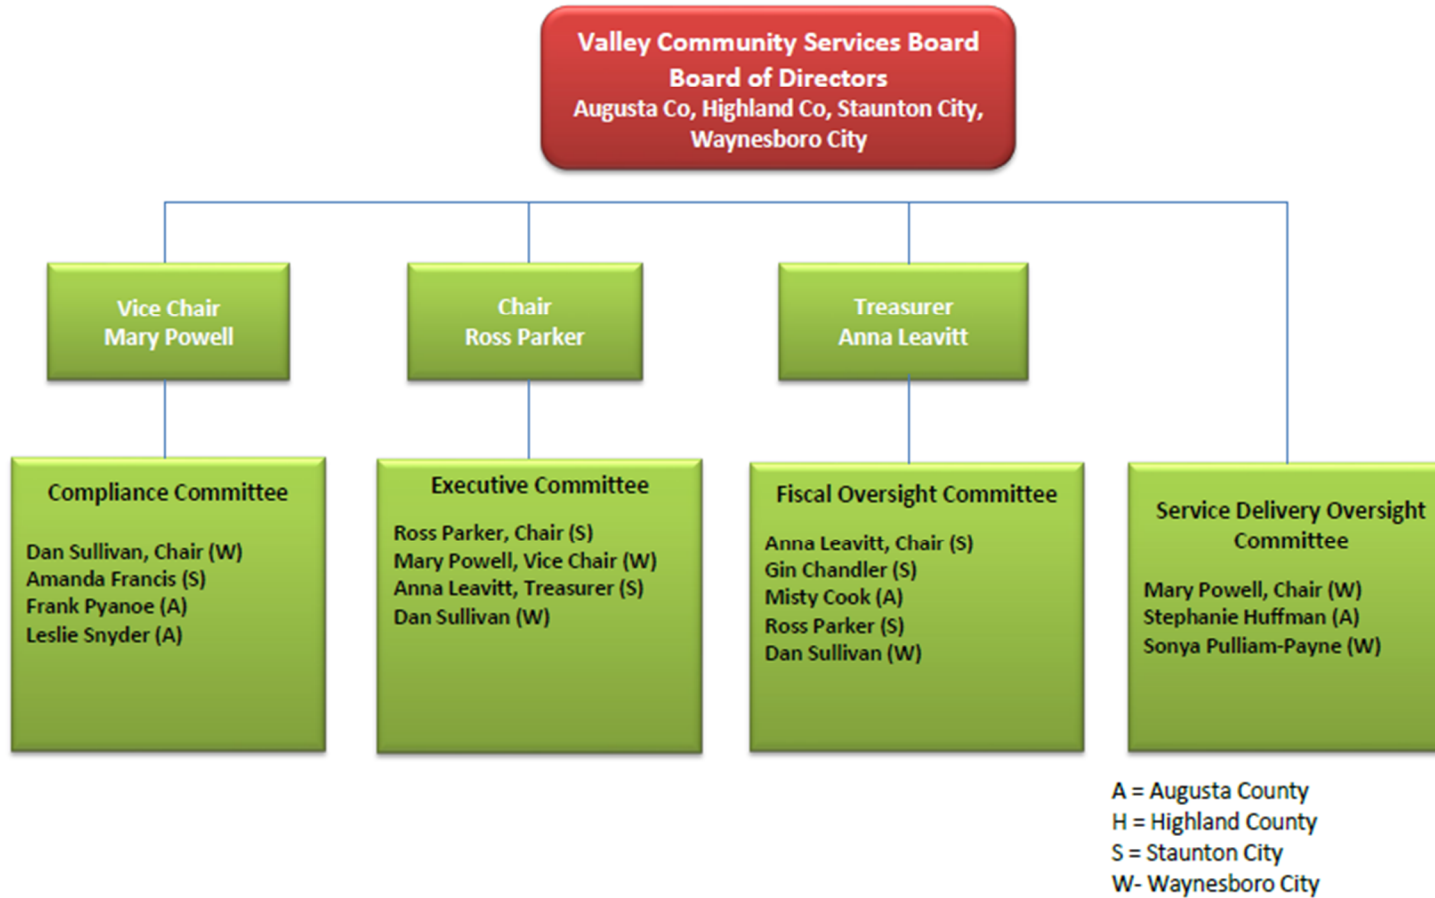 Valley Community Services Board
Board of Directors
Augusta Co, Highland Co, Staunton City,
Waynesboro City
Vice Chair
Mary Powell
Chair
Ross Parker
Treasurer
Anna Leavitt
Compliance Committee
Dan Sullivan, Chair (W)
Amanda Francis (S)
Frank Pyanoe (A)
Leslie Snyder (A)
Executive Committee
Ross Parker, Chair (S)
Mary Powell, Vice Chair (W)
Anna Leavitt, Treasurer (S)
Dan Sullivan (W)
Fiscal Oversight Committee
Anna Leavitt, Chair (S)
Gin Chandler (S)
Misty Cook (A)
Ross Parker (S)
Dan Sullivan (W)
Service Delivery Oversight
Committee
Mary Powell, Chair (W)
Stephanie Huffman (A)
Sonya Pulliam-Payne (W)
A = Augusta County
H = Highland County
S = Staunton City
W- Waynesboro City